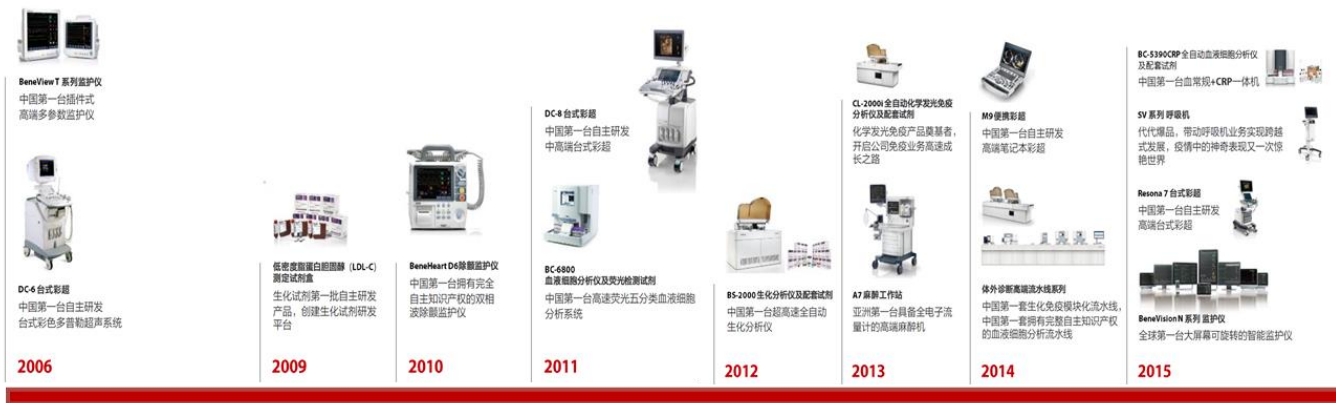 BeneView T 系列监护仪
中国第一台插件式
高端多参数监护仪
DC-6 台式彩超
中国第一台自主研发
台式彩色多普勒超声系统
2006
低密度脂蛋白胆固醇（LDL-C）
测定试剂盒
生化试剂第一批自主研发
产品，创建生化试剂研发
平台
2009
BeneHeart D6除颤监护仪
中国第一台拥有完全
自主知识产权的双相
波除颤监护仪
2010
DC-8 台式彩超
中国第一台自主研发
中高端台式彩超
BC-6800
血液细胞分析仪及荧光检测试剂
中国第一台高速荧光五分类血液细胞
分析系统
2011
BS-2000 生化分析仪及配套试剂
中国第一台超高速全自动
生化分析仪
2012
CL-2000i 全自动化学发光免疫
分析仪及配套试剂
化学发光免疫产品奠基者，
开启公司免疫业务高速成
长之路
A7 麻醉工作站
亚洲第一台具备全电子流
量计的高端麻醉机
2013
M9 便携彩超
中国第一台自主研发
高端笔记本彩超
体外诊断高端流水线系列
中国第一套生化免疫模块化流水线，
中国第一套拥有完整自主知识产权
的血液细胞分析流水线
2014
BC-5390CRP 全自动血液细胞分析仪
及配套试剂
中国第一台血常规+CRP一体机
SV 系列 呼吸机
代代爆品，带动呼吸机业务实现跨越
式发展，疫情中的神奇表现又一次惊
艳世界
Resona 7 台式彩超
中国第一台自主研发
高端台式彩超
BeneVision N 系列 监护仪
全球第一台大屏幕可旋转的智能监护仪
2015